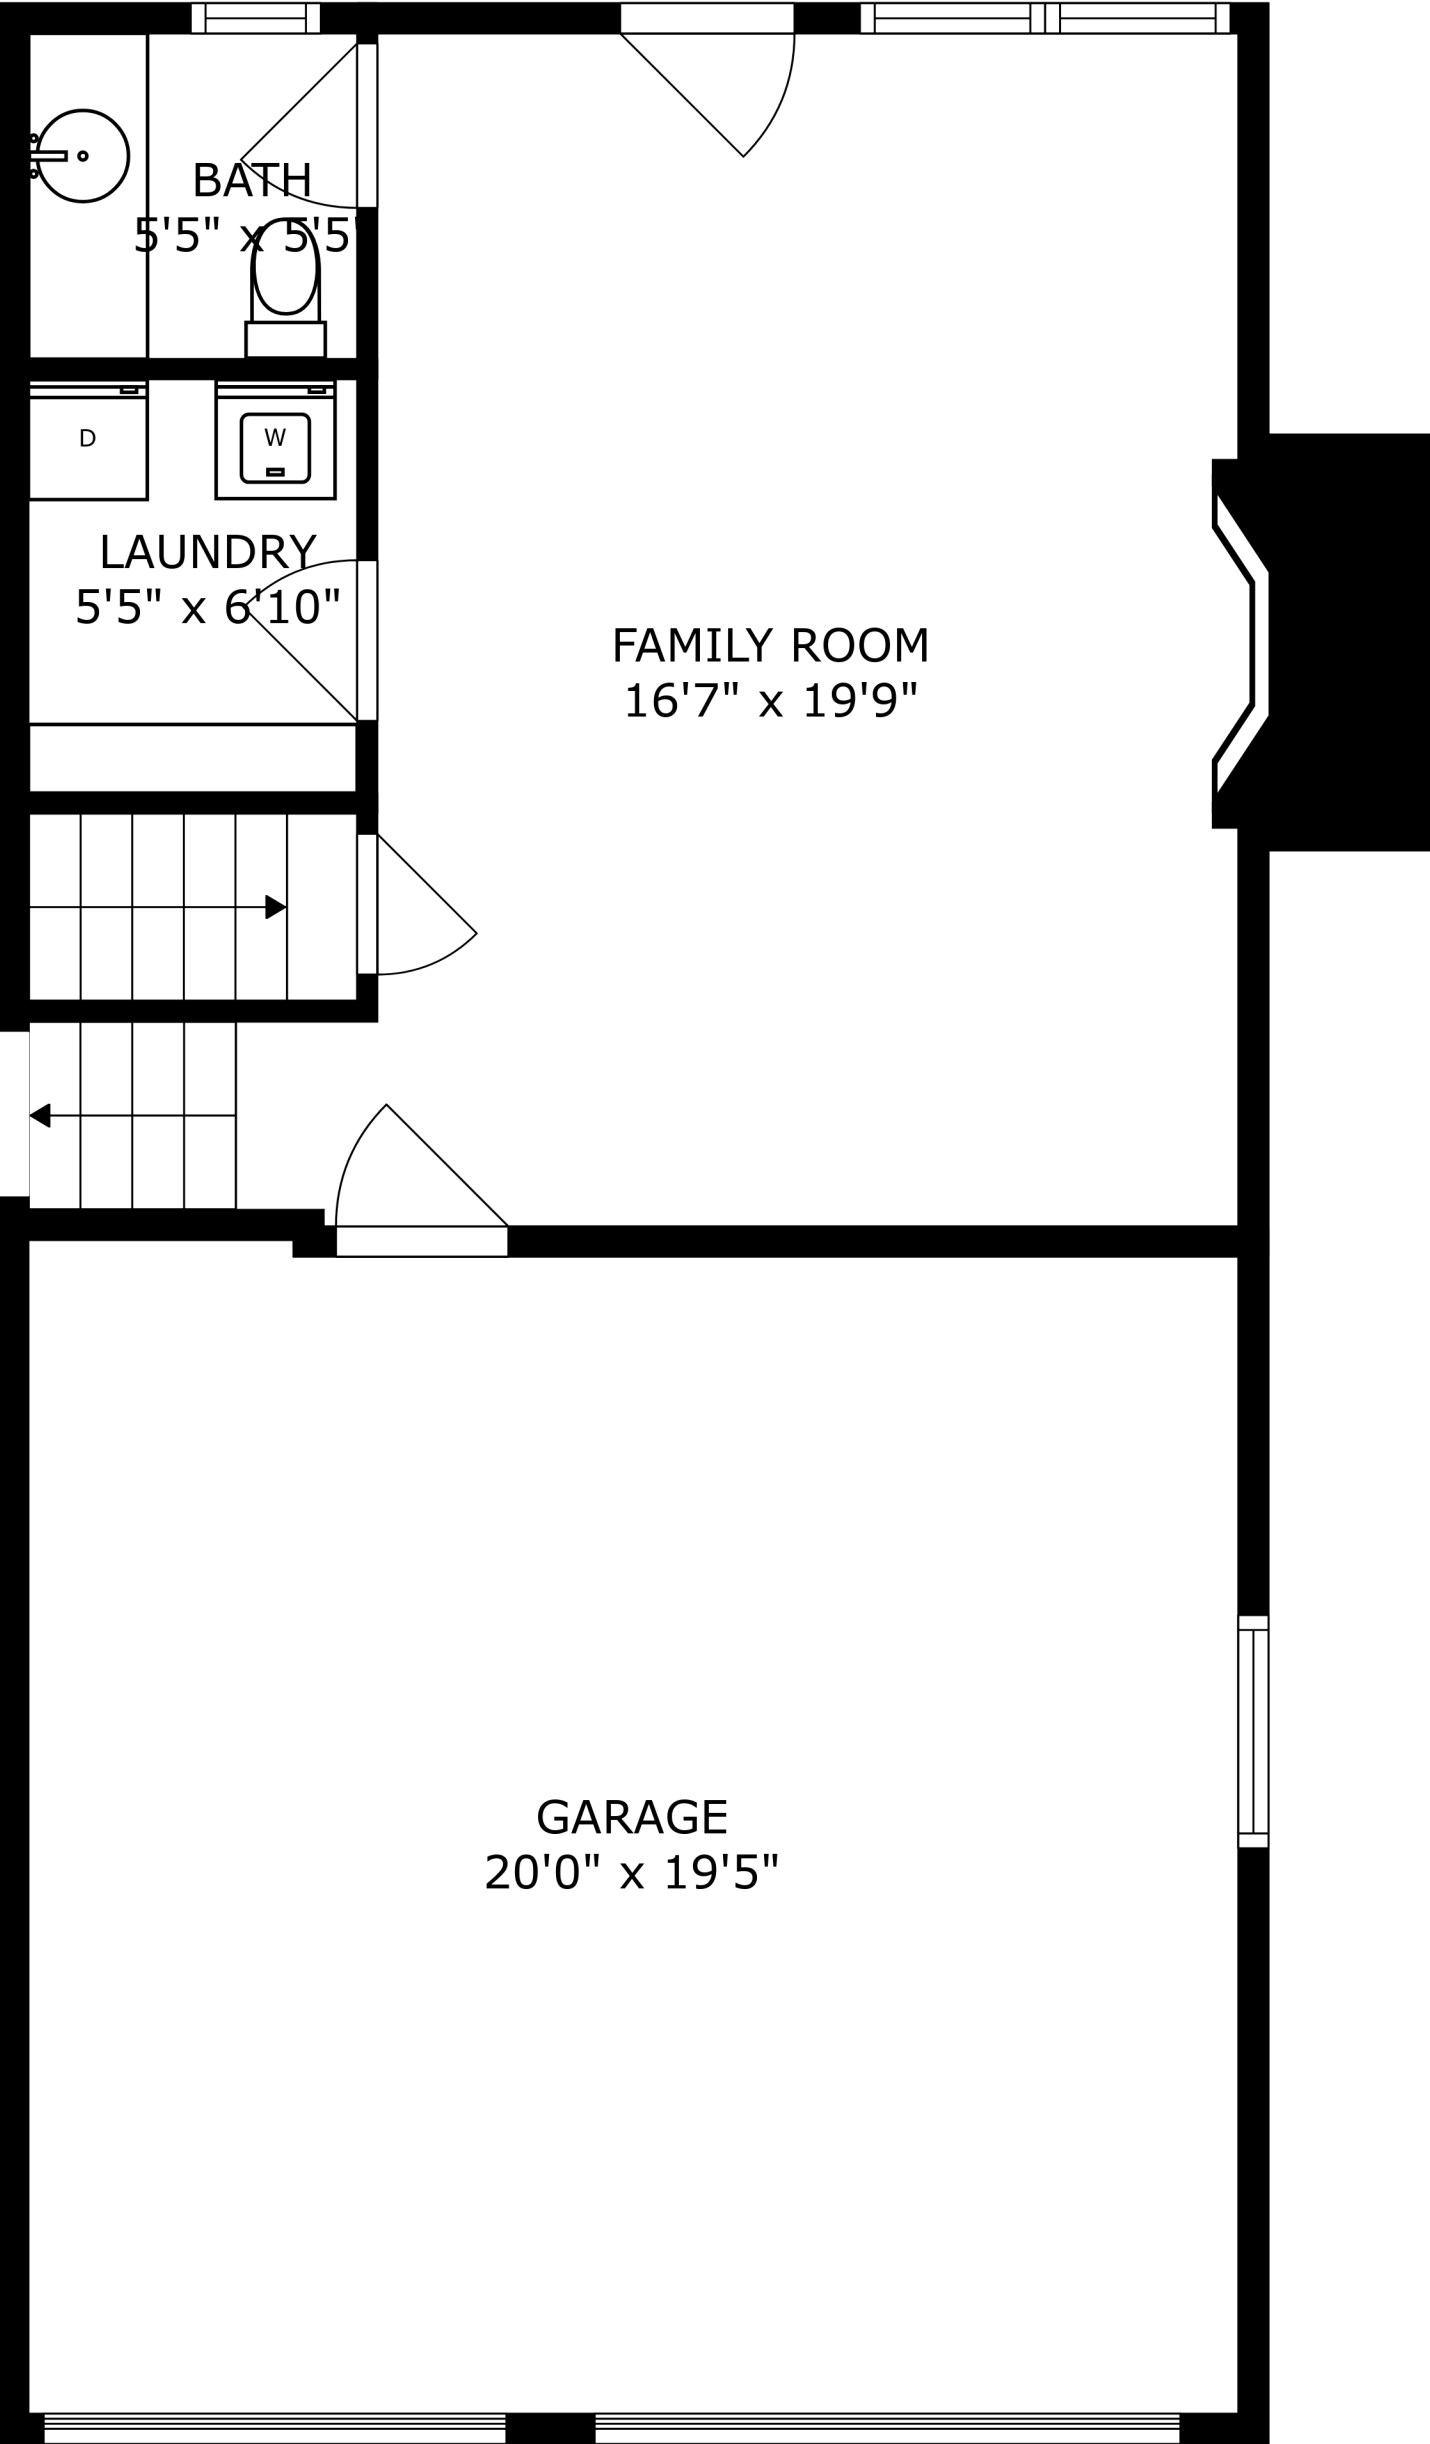 BATH
5'5" x 5'5"
D
W
LAUNDRY
5'5" x 6'10"
FAMILY ROOM
16'7" x 19'9"
GARAGE
20'0" x 19'5"